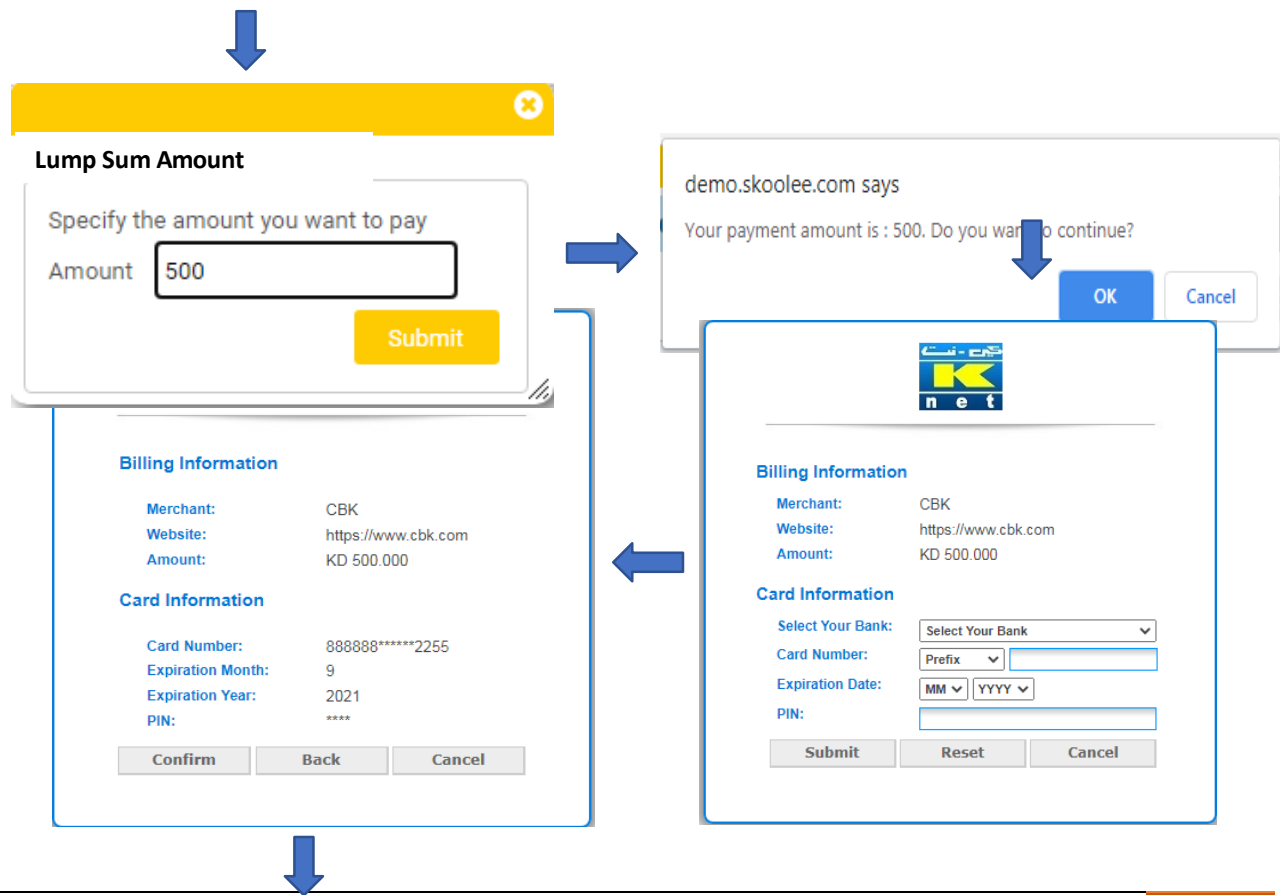 Lump Sum Amount
Specify the amount you want to pay
Amount 500
Submit
demo.skoolee.com says
Your payment amount is : 500. Do you want to continue?
OK Cancel
كي - نت
K
net
Billing Information
Merchant: CBK
Website: https://www.cbk.com
Amount: KD 500.000
Card Information
Select Your Bank: Select Your Bank
Card Number: Prefix
Expiration Date: MM YYYY
PIN:
Submit Reset Cancel
Billing Information
Merchant: CBK
Website: https://www.cbk.com
Amount: KD 500.000
Card Information
Card Number: 888888******2255
Expiration Month: 9
Expiration Year: 2021
PIN: ****
Confirm Back Cancel